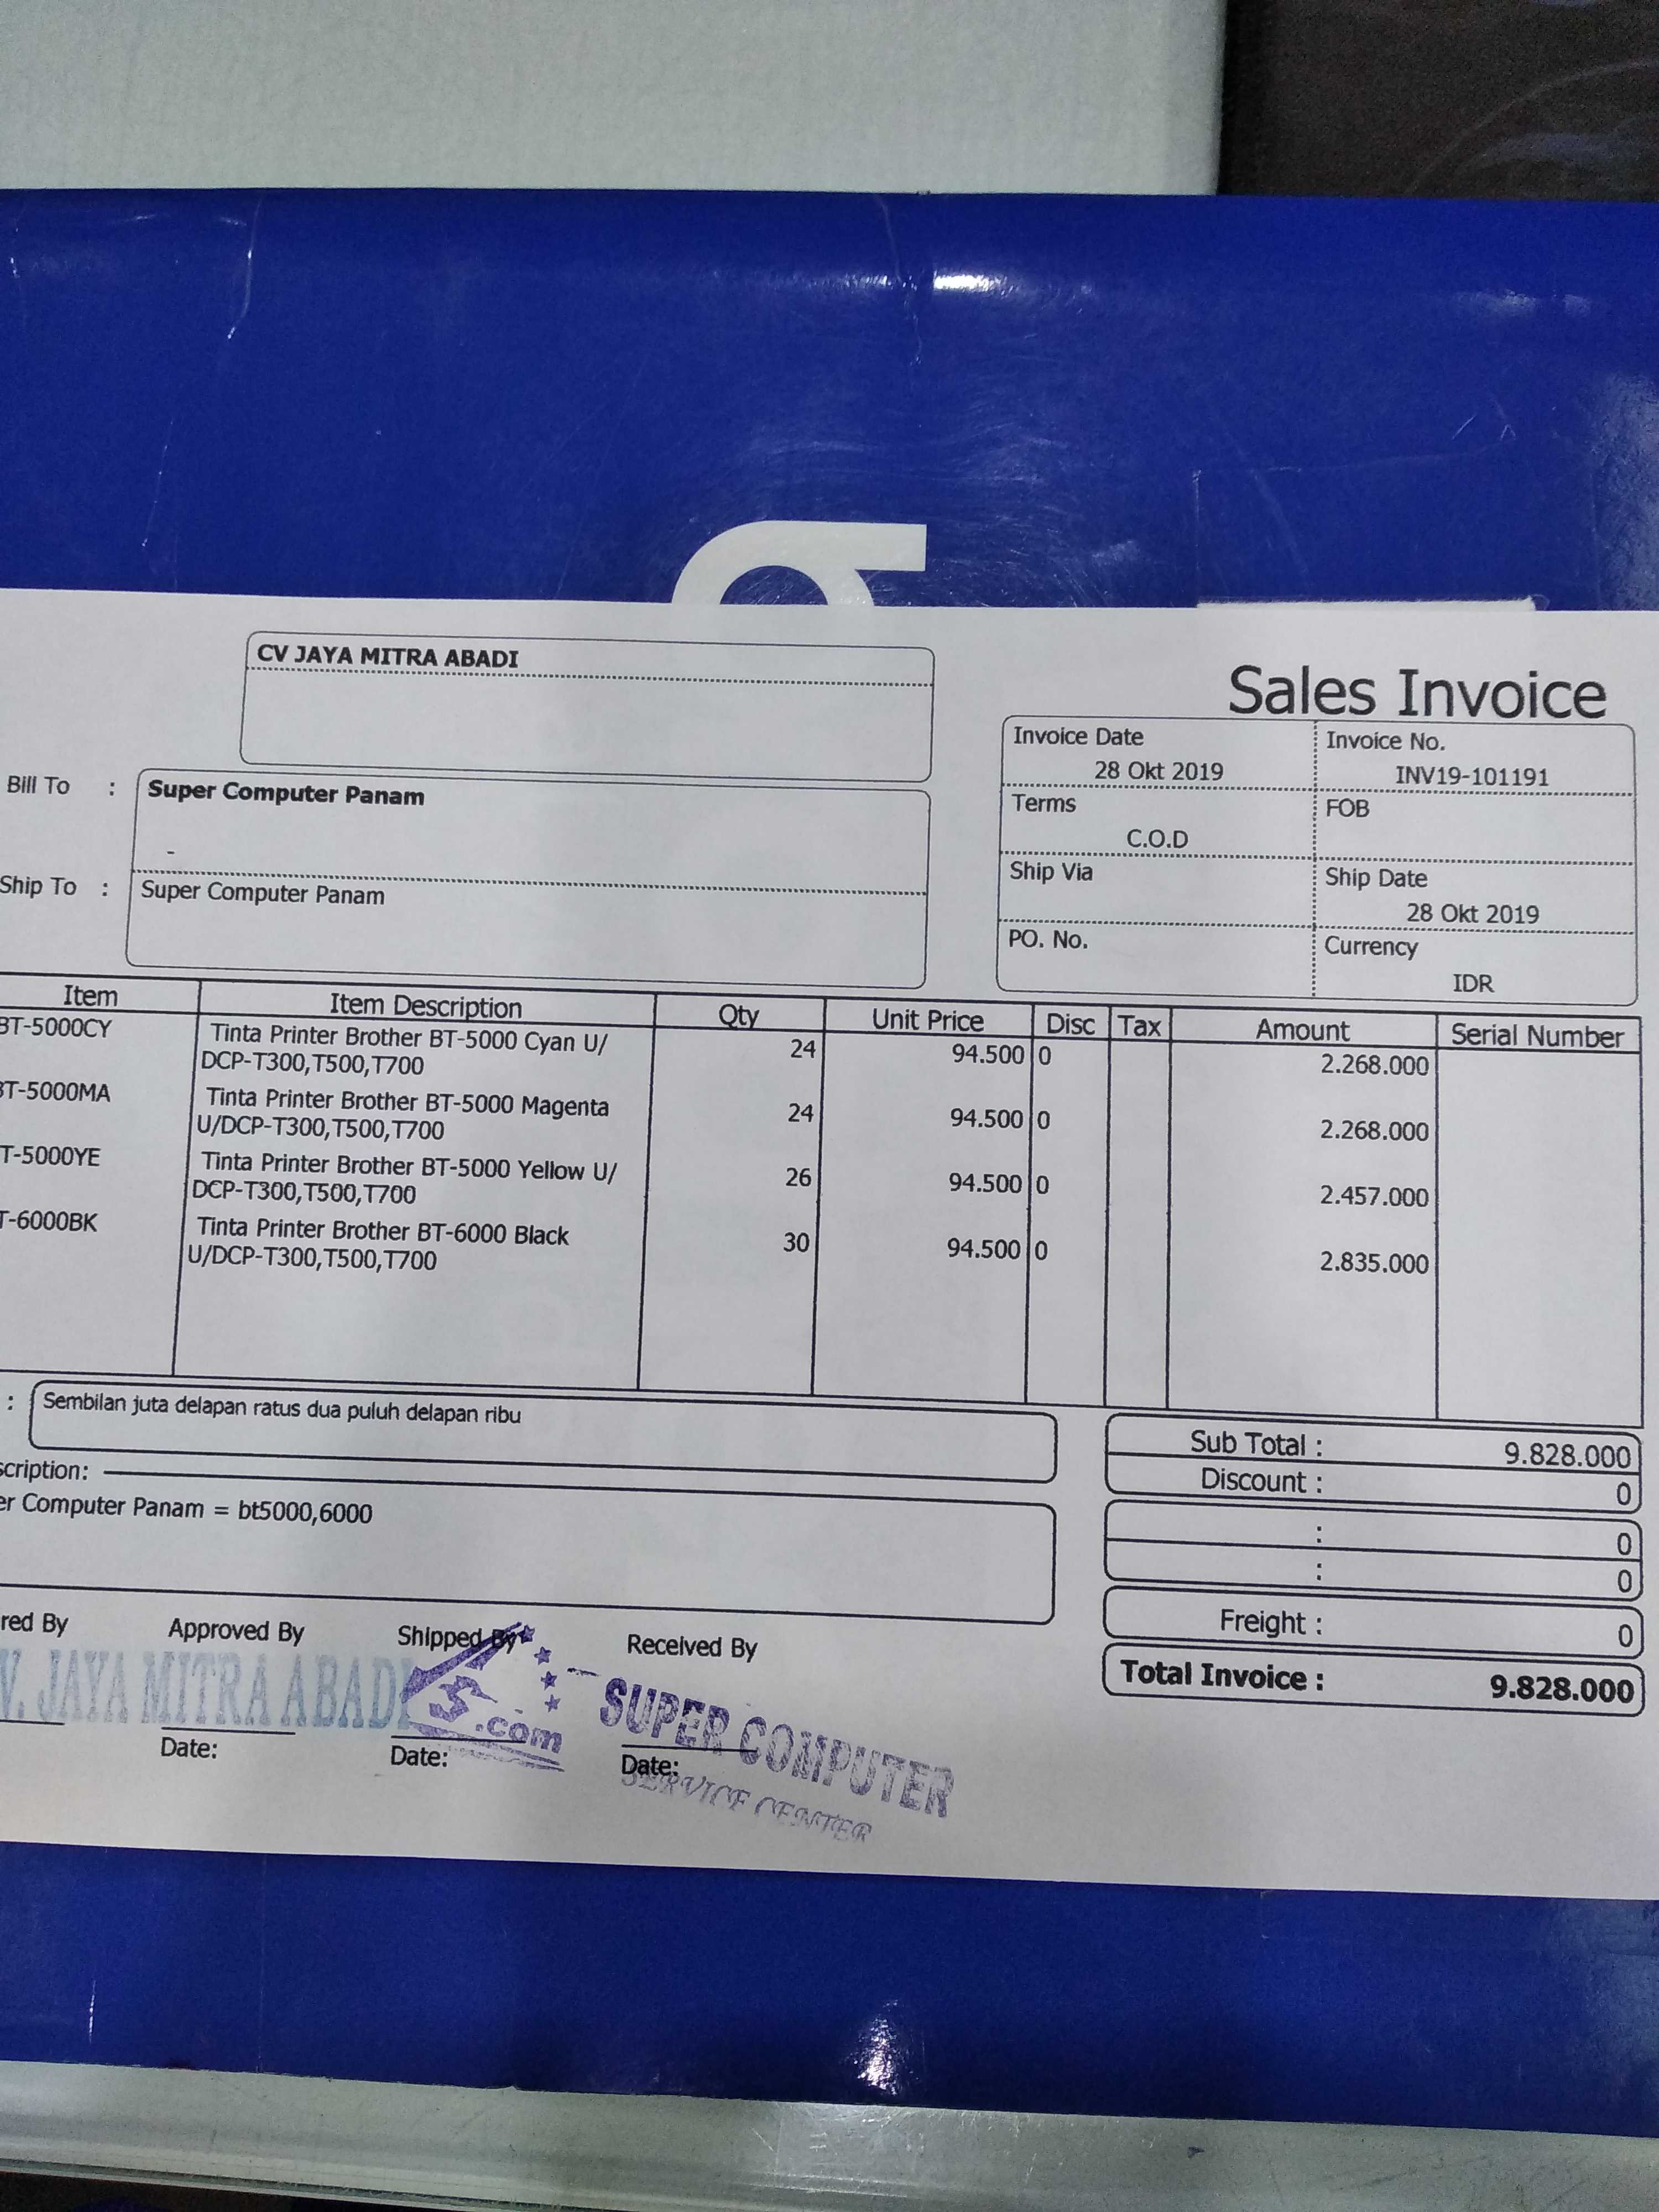 CV JAYA MITRA ABADI
Sales Invoice
Invoice Date
28 Okt 2019
Invoice No.
INV19-101191
Terms
C.O.D
FOB
Ship Via
Ship Date
28 Okt 2019
PO. No.
Currency
IDR
Bill To : Super Computer Panam
-
Ship To : Super Computer Panam
Item Item Description Qty Unit Price Disc Tax Amount Serial Number
BT-5000CY Tinta Printer Brother BT-5000 Cyan U/ 24 94.500 0 2.268.000
DCP-T300,T500,T700
BT-5000MA Tinta Printer Brother BT-5000 Magenta 24 94.500 0 2.268.000
U/DCP-T300,T500,T700
T-5000YE Tinta Printer Brother BT-5000 Yellow U/ 26 94.500 0 2.457.000
DCP-T300,T500,T700
T-6000BK Tinta Printer Brother BT-6000 Black 30 94.500 0 2.835.000
U/DCP-T300,T500,T700
: Sembilan juta delapan ratus dua puluh delapan ribu
scription:
er Computer Panam = bt5000,6000
Sub Total : 9.828.000
Discount : 0
: 0
: 0
Freight : 0
Total Invoice : 9.828.000
red By Approved By Shipped By Received By
V. JAYA MITRA ABADI
.com
SUPER COMPUTER
SERVICE CENTER
Date: Date: Date: